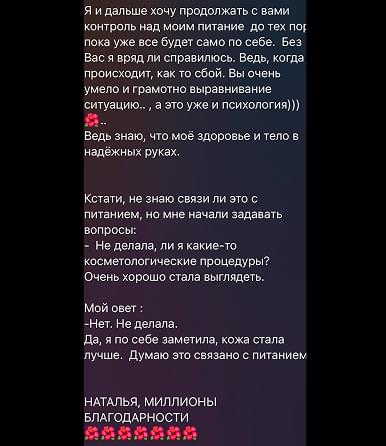 Я и дальше хочу продолжать с вами
контроль над моим питание до тех пор
пока уже все будет само по себе. Без
Вас я вряд ли справилюсь. Ведь, когда
происходит, как то сбой. Вы очень
умело и грамотно выравнивание
ситуацию.. , а это уже и психология)))
🌺..
Ведь знаю, что моё здоровье и тело в
надёжных руках.
Кстати, не знаю связи ли это с
питанием, но мне начали задавать
вопросы:
- Не делала, ли я какие-то
косметологические процедуры?
Очень хорошо стала выглядеть.
Мой овет :
-Нет. Не делала.
Да, я по себе заметила, кожа стала
лучше. Думаю это связано с питанием
НАТАЛЬЯ, МИЛЛИОНЫ
БЛАГОДАРНОСТИ
🌺🌺🌺🌺🌺🌺🌺